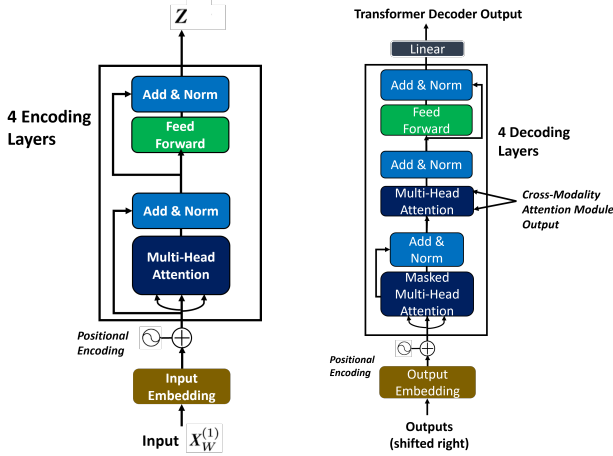 Z
Add & Norm
Feed
Forward
4 Encoding
Layers
Add & Norm
Multi-Head
Attention
Positional
Encoding
Input
Embedding
Input X_W^{(1)}
Transformer Decoder Output
Linear
Add & Norm
Feed
Forward
4 Decoding
Layers
Add & Norm
Multi-Head
Attention
Cross-Modality
Attention Module
Output
Add &
Norm
Masked
Multi-Head
Attention
Positional
Encoding
Output
Embedding
Outputs
(shifted right)